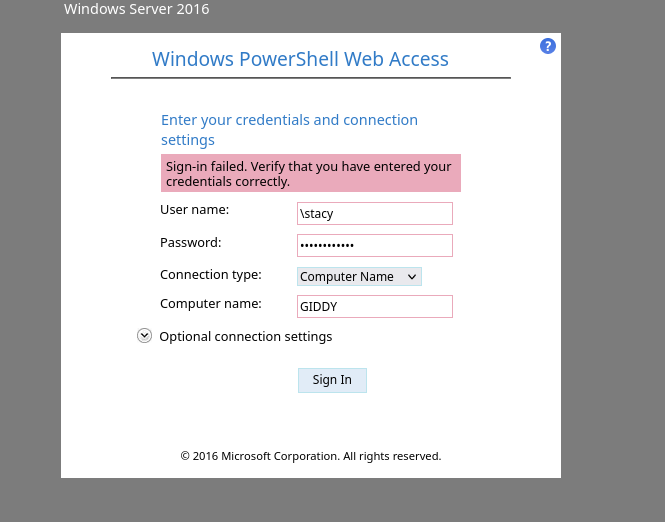 Windows Server 2016
?
Windows PowerShell Web Access
Enter your credentials and connection
settings
Sign-in failed. Verify that you have entered your
credentials correctly.
User name: \stacy
Password: ••••••••••••
Connection type: Computer Name
Computer name: GIDDY
Optional connection settings
Sign In
© 2016 Microsoft Corporation. All rights reserved.